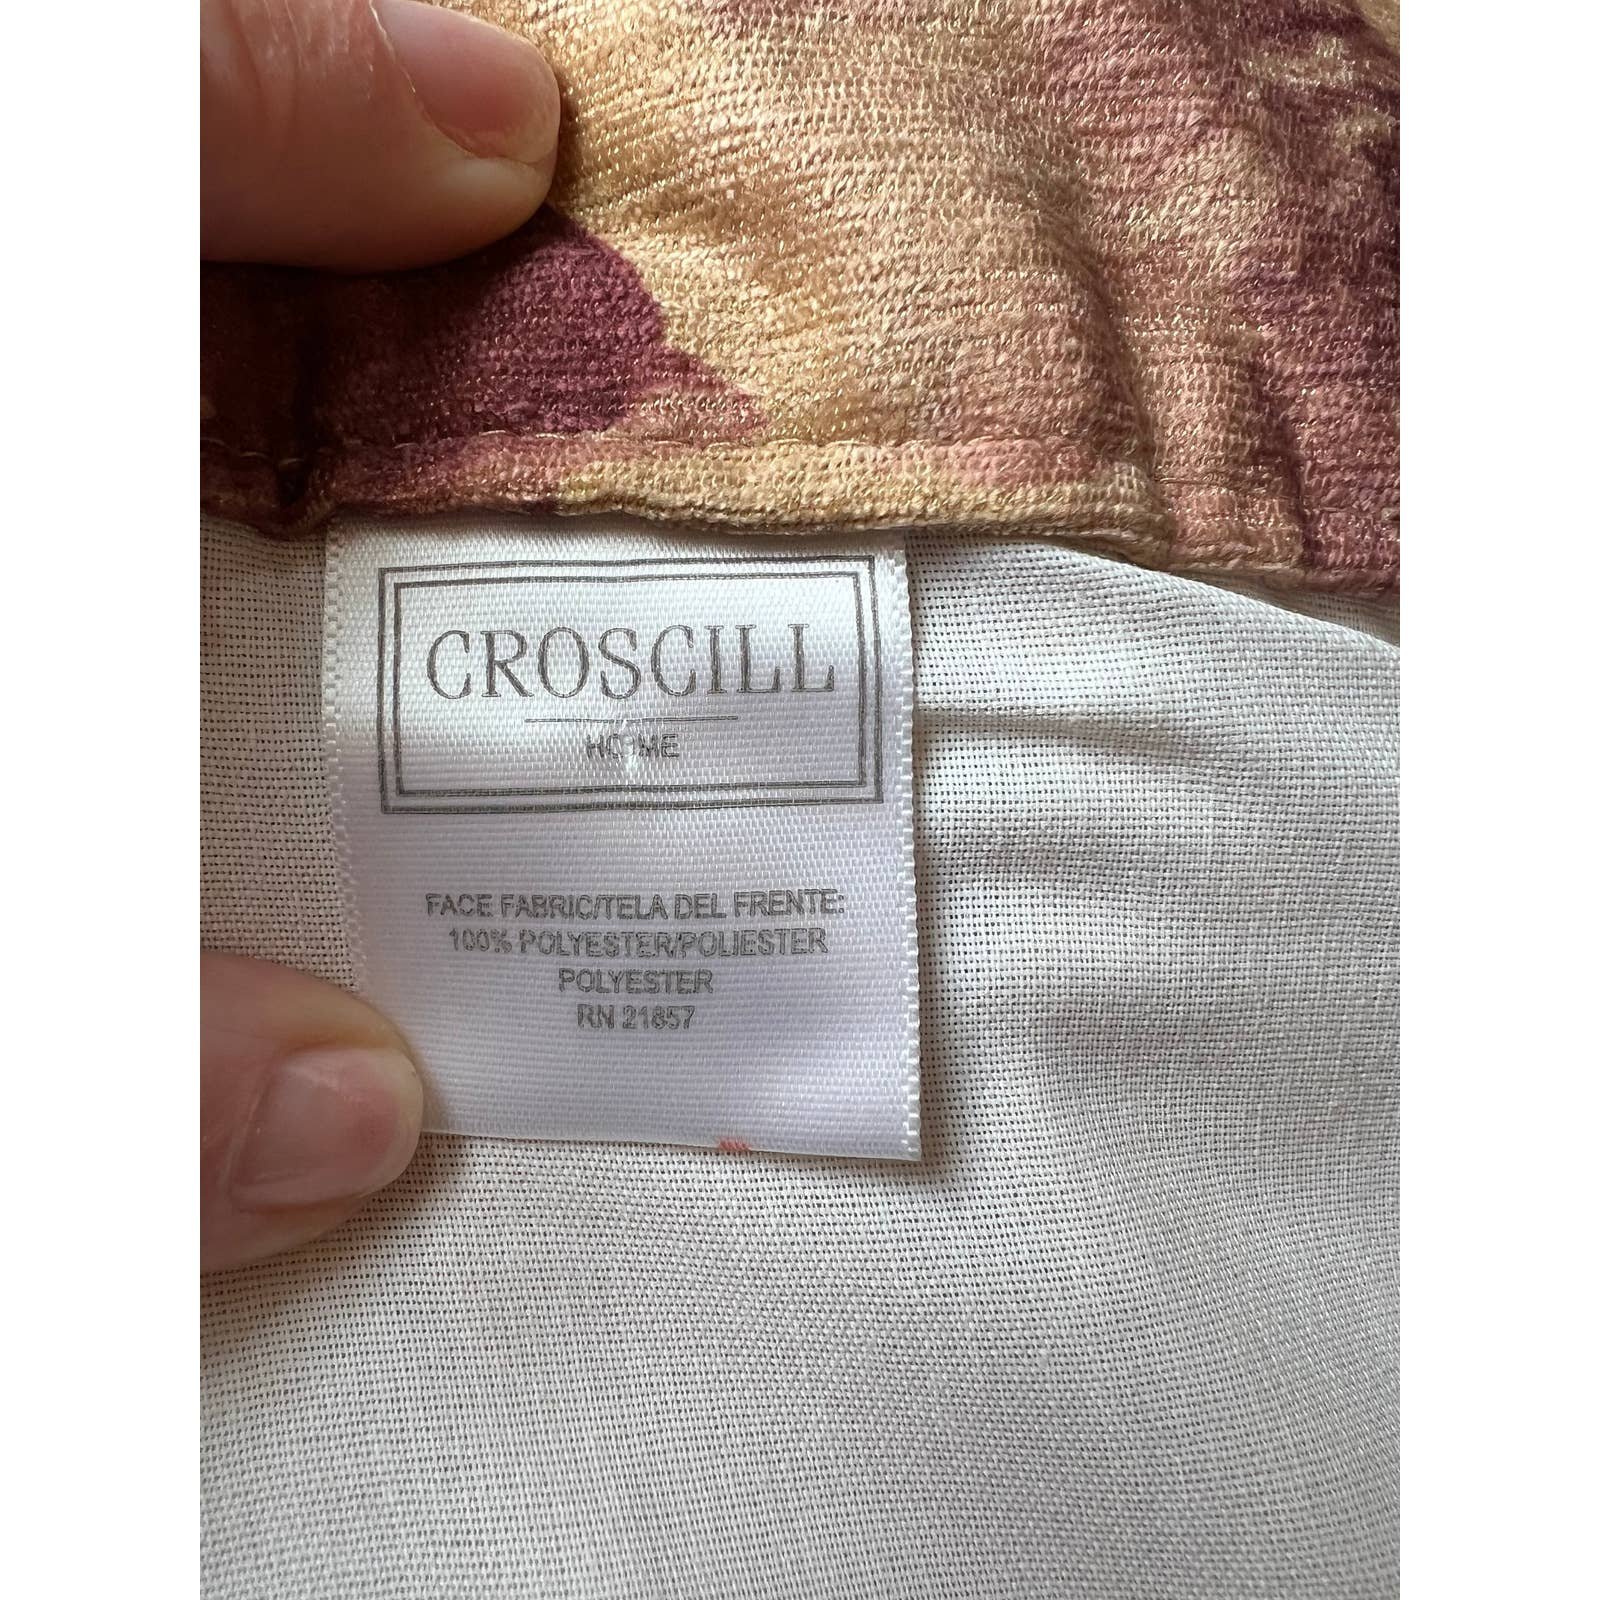 CROSCILL
HOME
FACE FABRIC/TELA DEL FRENTE:
100% POLYESTER/POLIESTER
POLYESTER
RN 21857